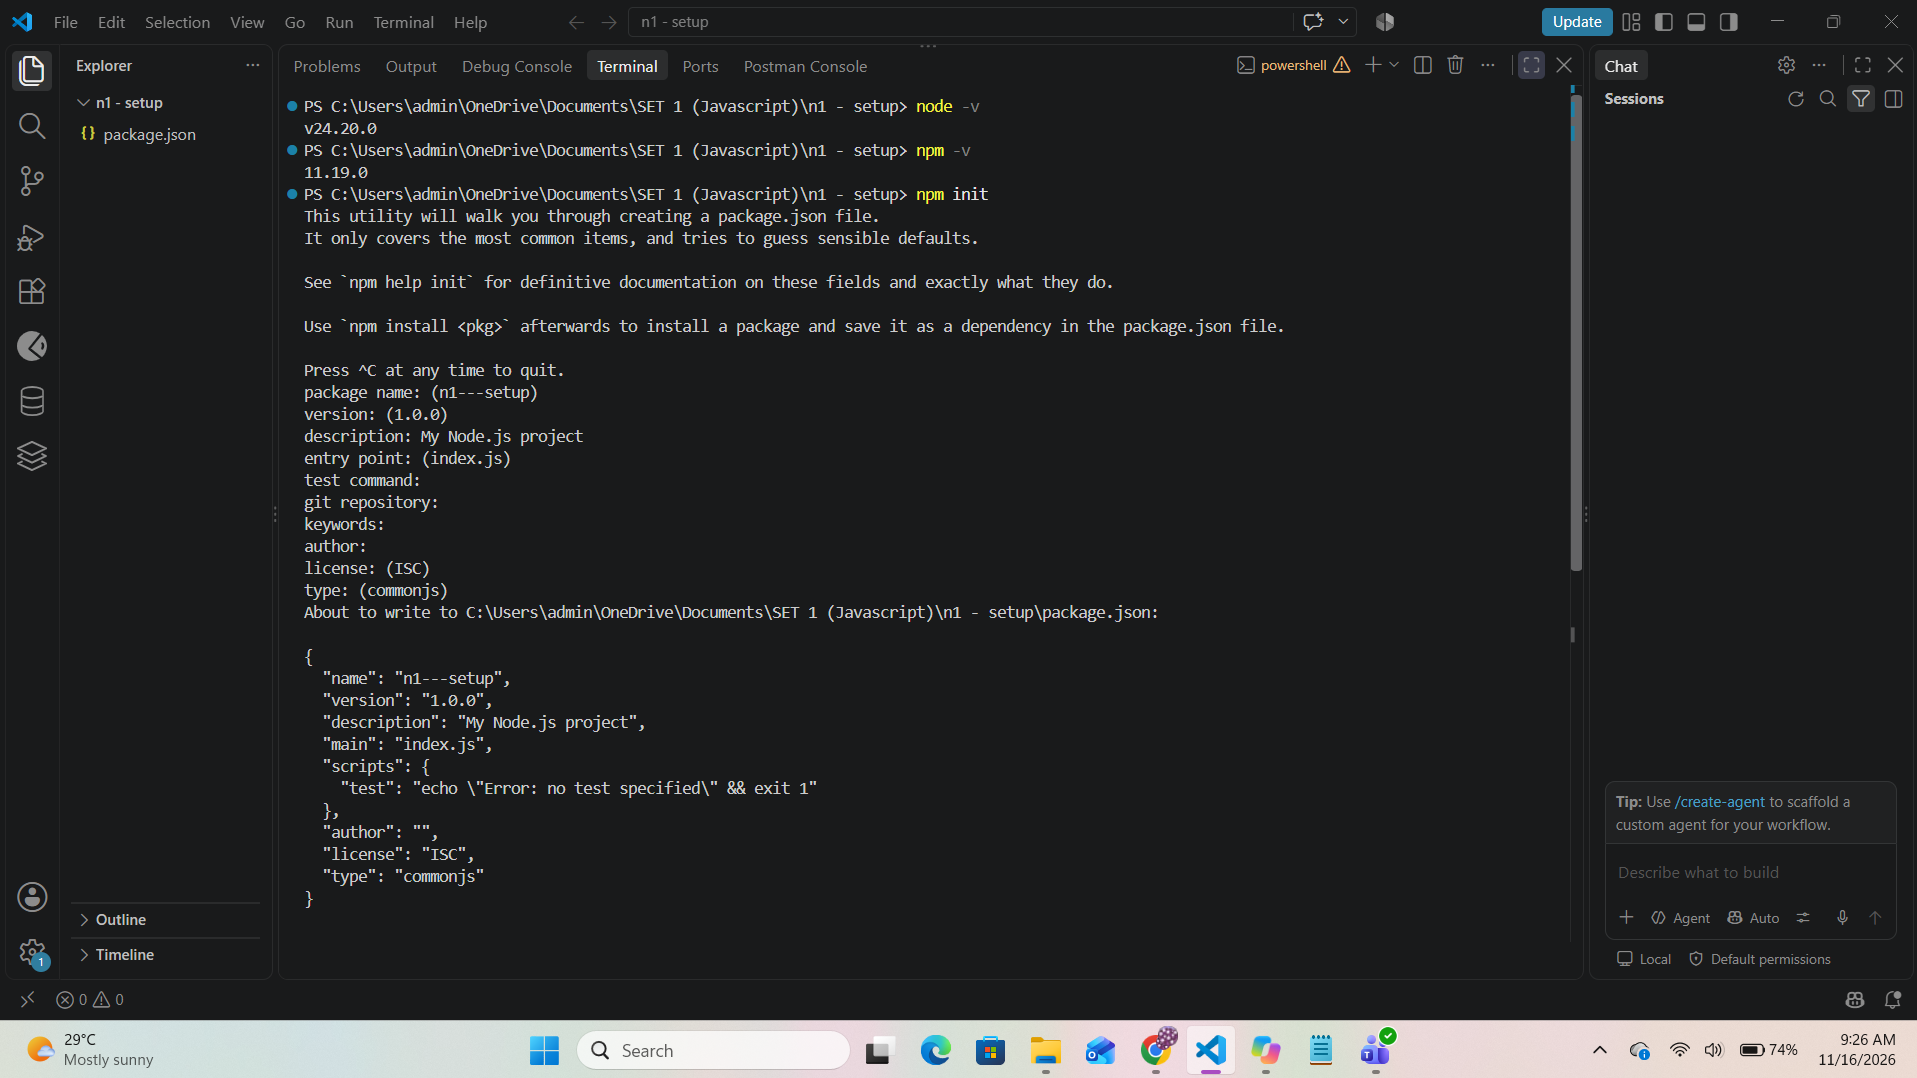 File Edit Selection View Go Run Terminal Help
n1 - setup
Update
Explorer
n1 - setup
{} package.json
Outline
Timeline
Problems Output Debug Console Terminal Ports Postman Console
powershell
PS C:\Users\admin\OneDrive\Documents\SET 1 (Javascript)\n1 - setup> node -v
v24.20.0
PS C:\Users\admin\OneDrive\Documents\SET 1 (Javascript)\n1 - setup> npm -v
11.19.0
PS C:\Users\admin\OneDrive\Documents\SET 1 (Javascript)\n1 - setup> npm init
This utility will walk you through creating a package.json file.
It only covers the most common items, and tries to guess sensible defaults.
See `npm help init` for definitive documentation on these fields and exactly what they do.
Use `npm install <pkg>` afterwards to install a package and save it as a dependency in the package.json file.
Press ^C at any time to quit.
package name: (n1---setup)
version: (1.0.0)
description: My Node.js project
entry point: (index.js)
test command:
git repository:
keywords:
author:
license: (ISC)
type: (commonjs)
About to write to C:\Users\admin\OneDrive\Documents\SET 1 (Javascript)\n1 - setup\package.json:
{
  "name": "n1---setup",
  "version": "1.0.0",
  "description": "My Node.js project",
  "main": "index.js",
  "scripts": {
    "test": "echo \"Error: no test specified\" && exit 1"
  },
  "author": "",
  "license": "ISC",
  "type": "commonjs"
}
Chat
Sessions
Tip: Use /create-agent to scaffold a
custom agent for your workflow.
Describe what to build
Agent Auto
Local Default permissions
1
0 0
29°C
Mostly sunny
Search
74%
9:26 AM
11/16/2026